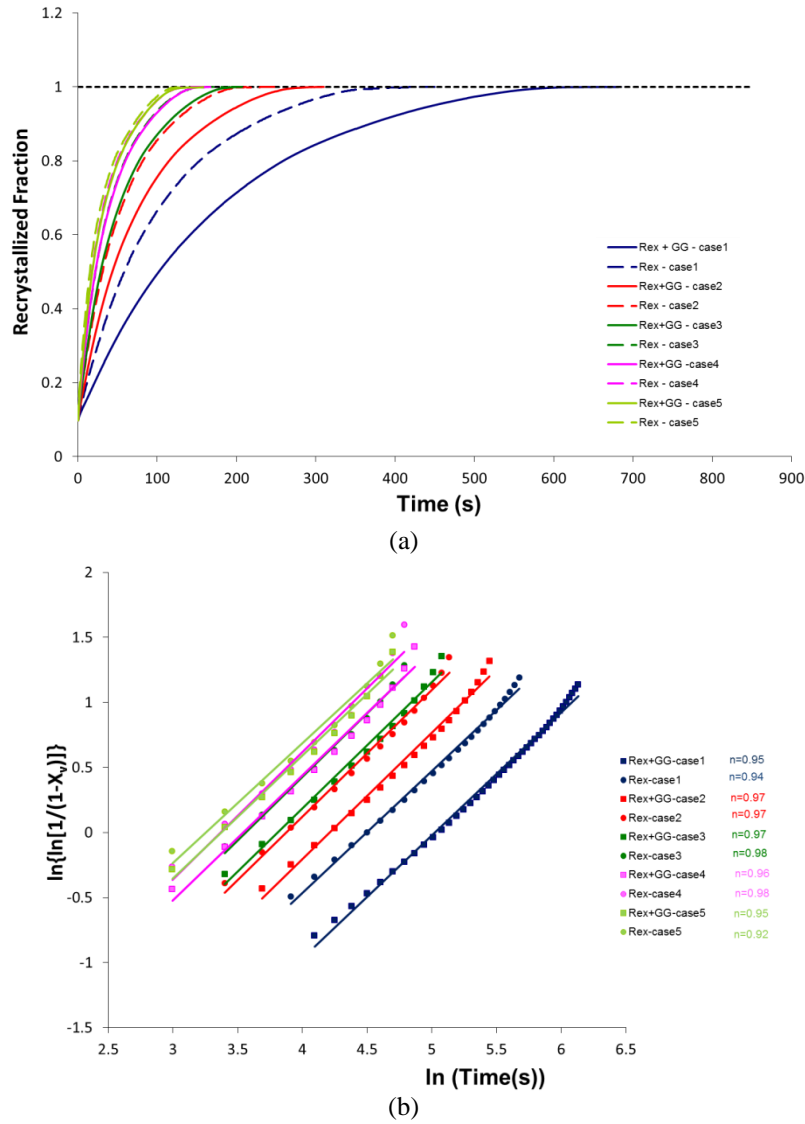 1.2
1
0.8
0.6
0.4
0.2
0
Recrystallized Fraction
0 100 200 300 400 500 600 700 800 900
Time (s)
Rex + GG - case1
Rex - case1
Rex+GG - case2
Rex - case2
Rex+GG - case3
Rex - case3
Rex+GG -case4
Rex - case4
Rex+GG - case5
Rex - case5
(a)
2
1.5
1
0.5
0
-0.5
-1
-1.5
ln{ln[1/(1-Xv)]}
2.5 3 3.5 4 4.5 5 5.5 6 6.5
ln (Time(s))
Rex+GG-case1 n=0.95
Rex-case1 n=0.94
Rex+GG-case2 n=0.97
Rex-case2 n=0.97
Rex+GG-case3 n=0.97
Rex-case3 n=0.98
Rex+GG-case4 n=0.96
Rex-case4 n=0.98
Rex+GG-case5 n=0.95
Rex-case5 n=0.92
(b)